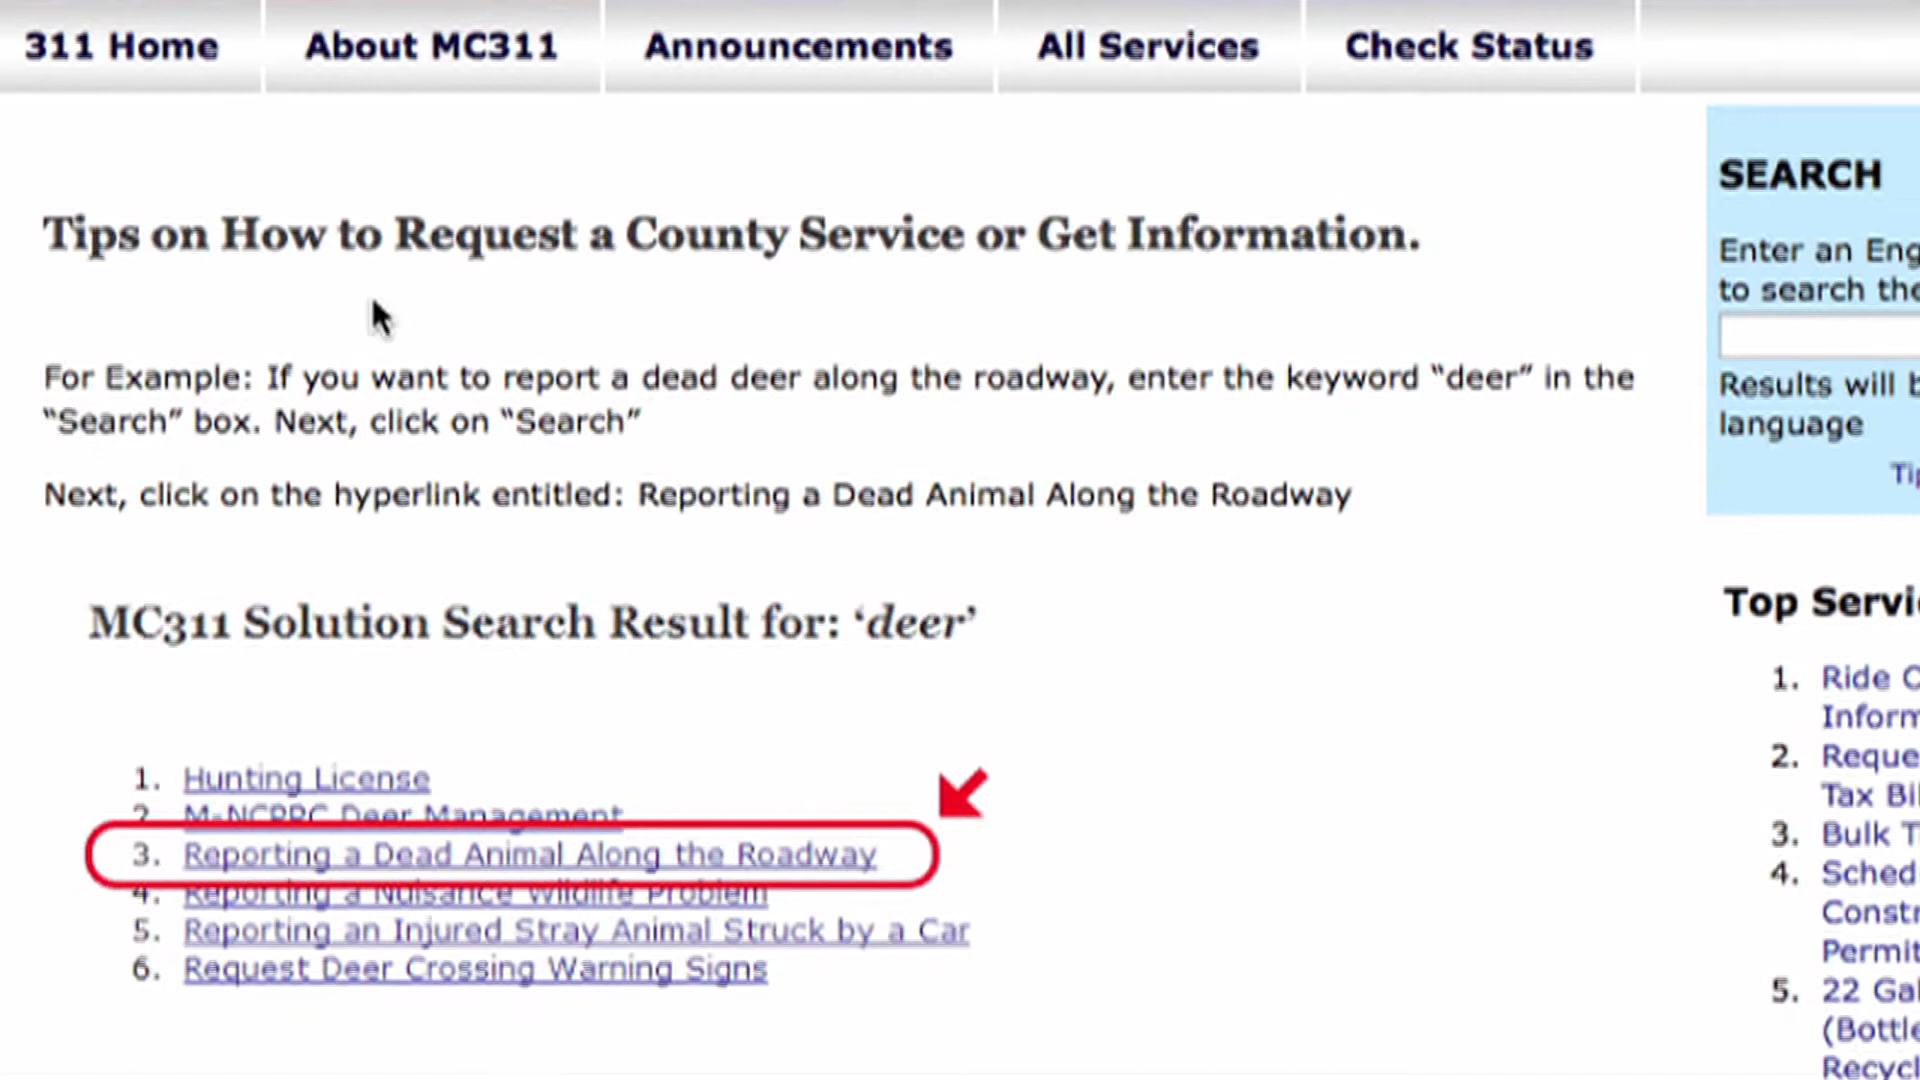 311 Home About MC311 Announcements All Services Check Status
Tips on How to Request a County Service or Get Information.
For Example: If you want to report a dead deer along the roadway, enter the keyword “deer” in the
“Search” box. Next, click on “Search”
Next, click on the hyperlink entitled: Reporting a Dead Animal Along the Roadway
MC311 Solution Search Result for: ‘deer’
1. Hunting License
2. M-NCPPC Deer Management
3. Reporting a Dead Animal Along the Roadway
4. Reporting a Nuisance Wildlife Problem
5. Reporting an Injured Stray Animal Struck by a Car
6. Request Deer Crossing Warning Signs
SEARCH
Enter an Eng
to search the
Results will b
language
Tip
Top Servi
1. Ride O
Inform
2. Reque
Tax Bil
3. Bulk T
4. Sched
Constr
Permit
5. 22 Gal
(Bottle
Recycl